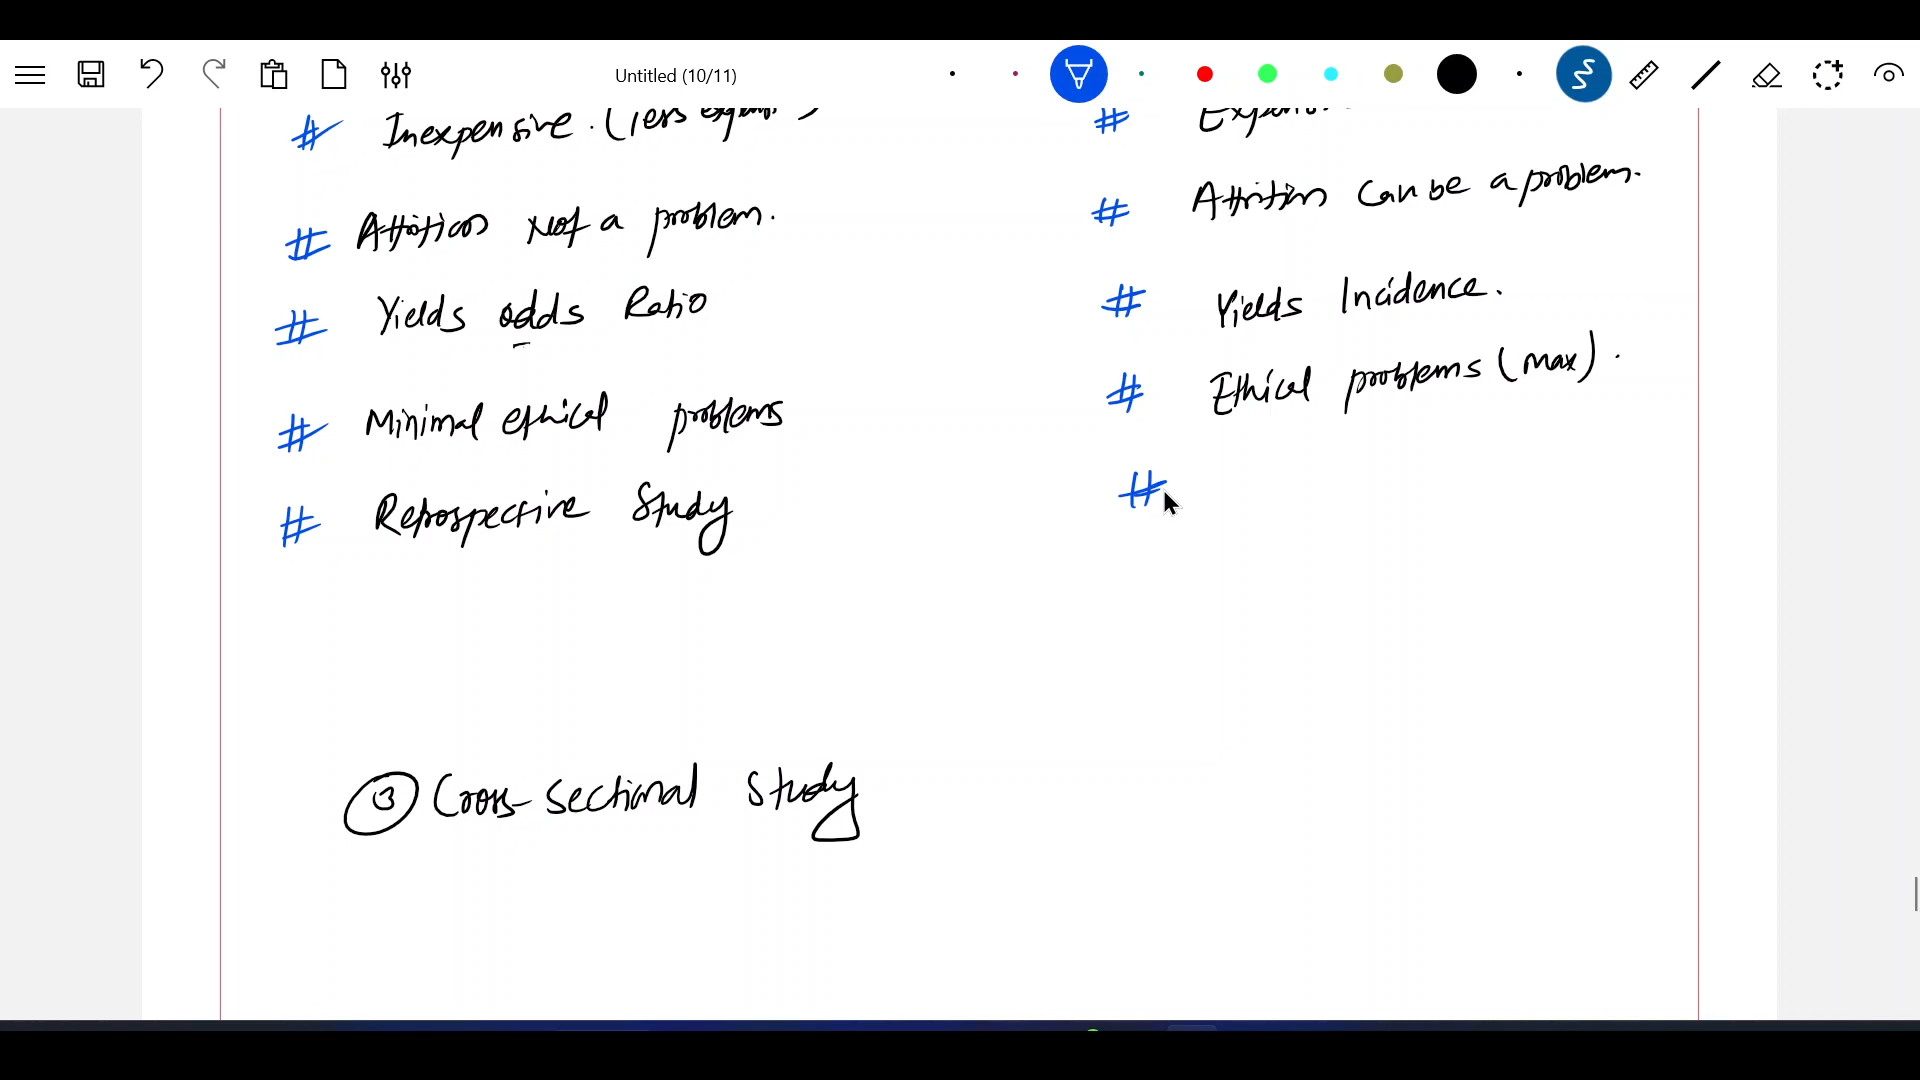 Untitled (10/11)
# Inexpensive. (less
#
# Attrition not a problem.
# Attrition can be a problem.
# Yields odds Ratio
# Yields Incidence.
# Minimal ethical problems
# Ethical problems (max).
# Retrospective Study
#
③ Cross-sectional study